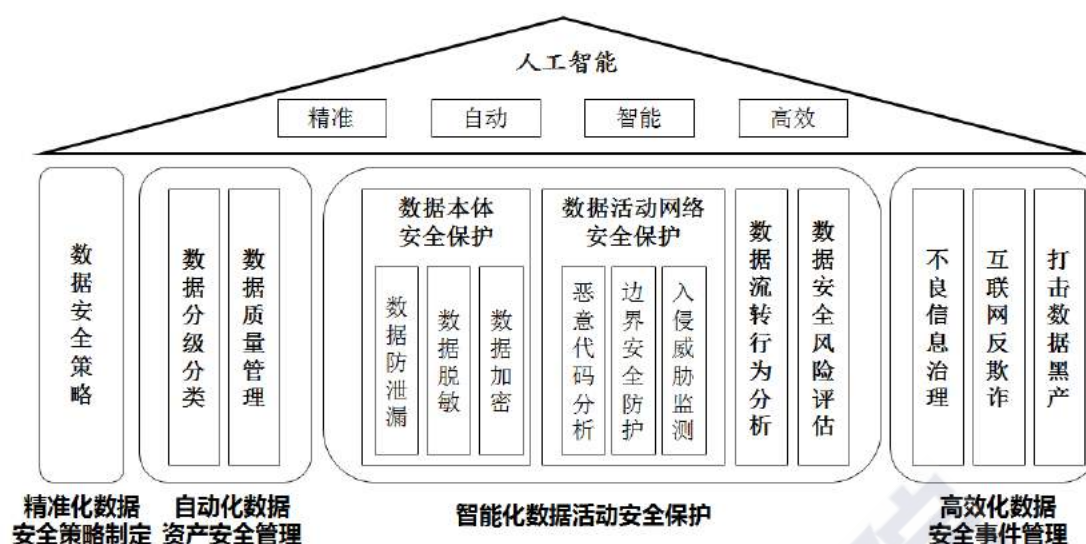 人工智能
精准
自动
智能
高效
数据安全策略
数据分级分类
数据质量管理
数据本体
安全保护
数据防泄漏
数据脱敏
数据加密
数据活动网络
安全保护
恶意代码分析
边界安全防护
入侵威胁监测
数据流转行为分析
数据安全风险评估
不良信息治理
互联网反欺诈
打击数据黑产
精准化数据
安全策略制定
自动化数据
资产安全管理
智能化数据活动安全保护
高效化数据
安全事件管理